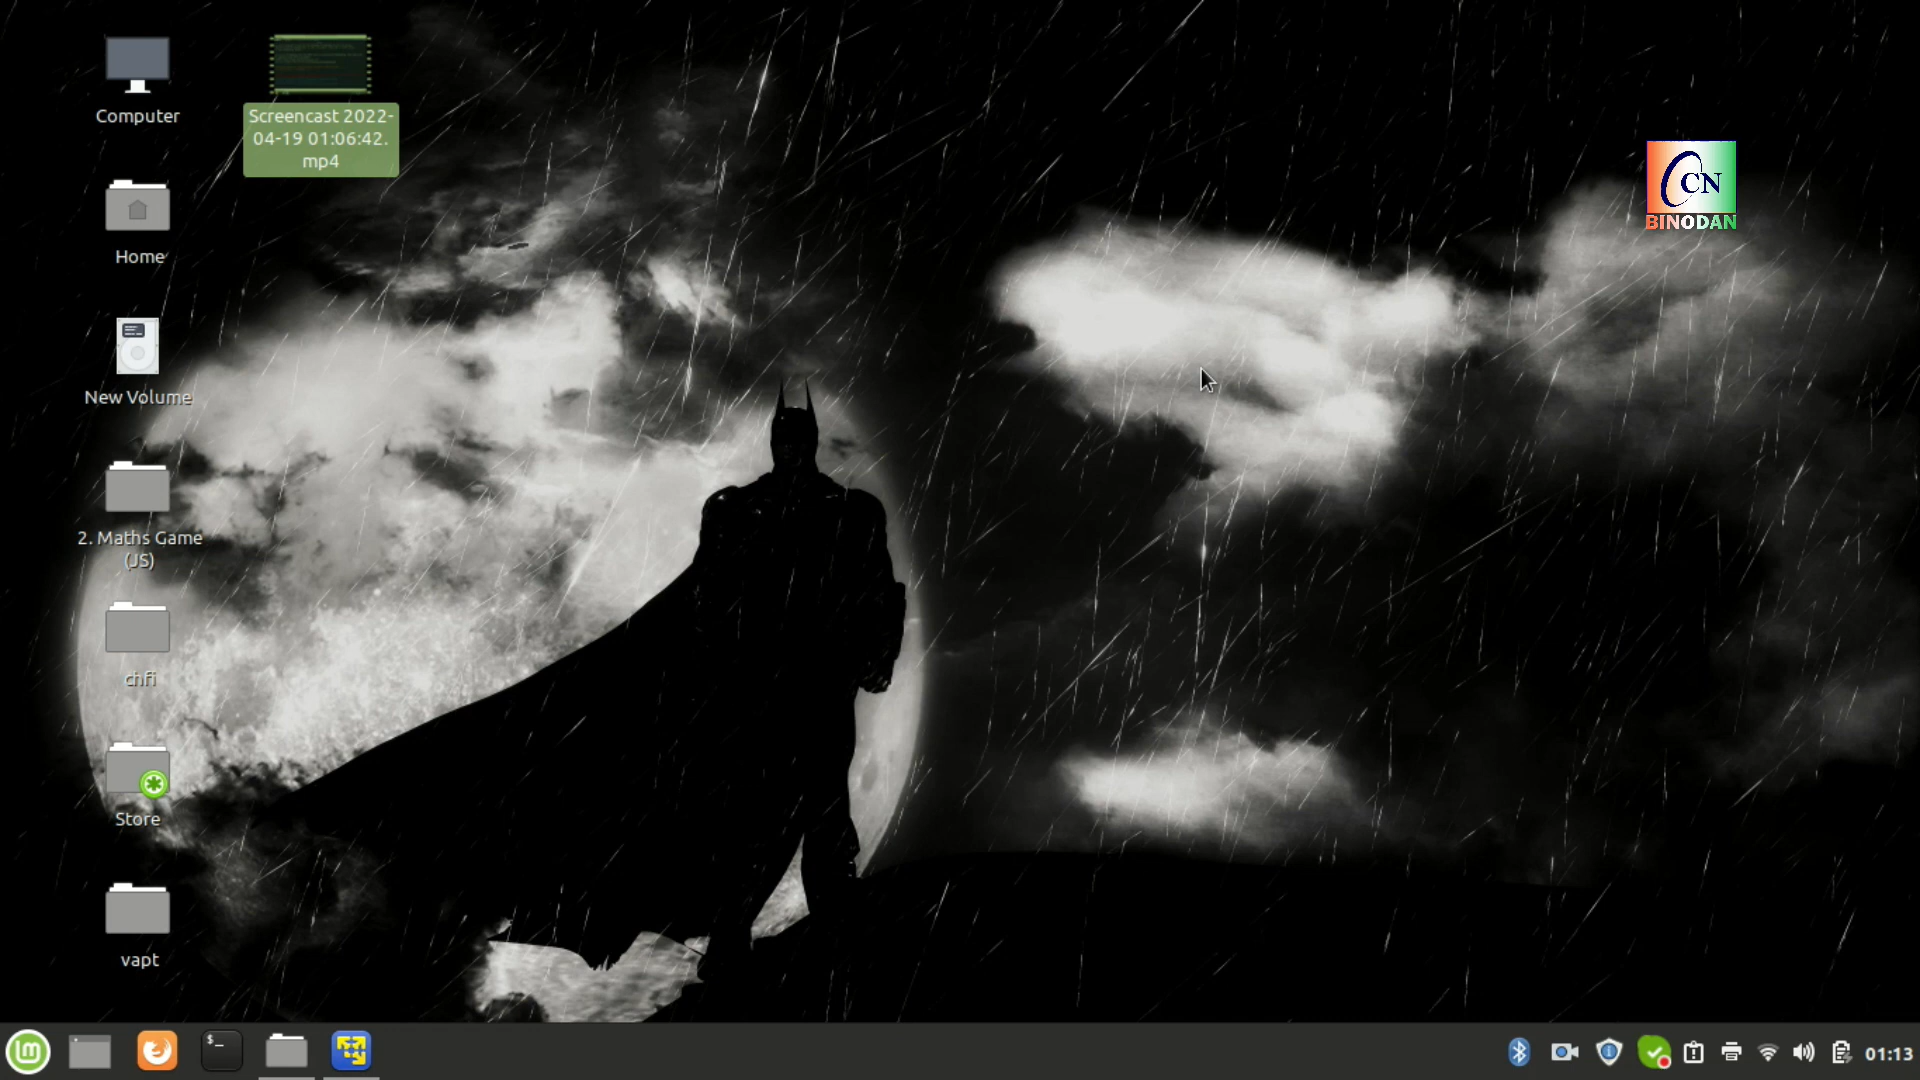 Computer
Screencast 2022-
04-19 01:06:42.
mp4
CN
BINODAN
Home
New Volume
2. Maths Game
(JS)
chfi
Store
vapt
$_
01:13